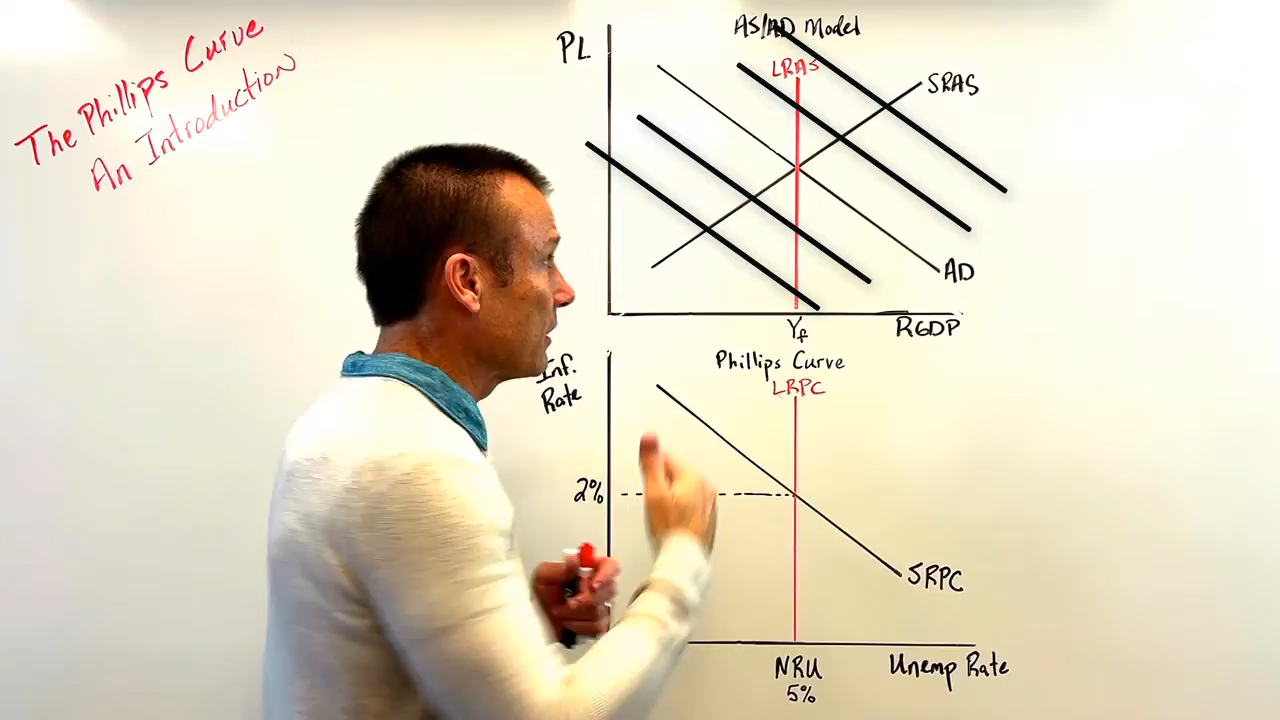 The Phillips Curve
An Introduction
AS/AD Model
PL
LRAS
SRAS
AD
Yf
RGDP
Phillips Curve
LRPC
Inf.
Rate
2%
SRPC
NRU
5%
Unemp Rate